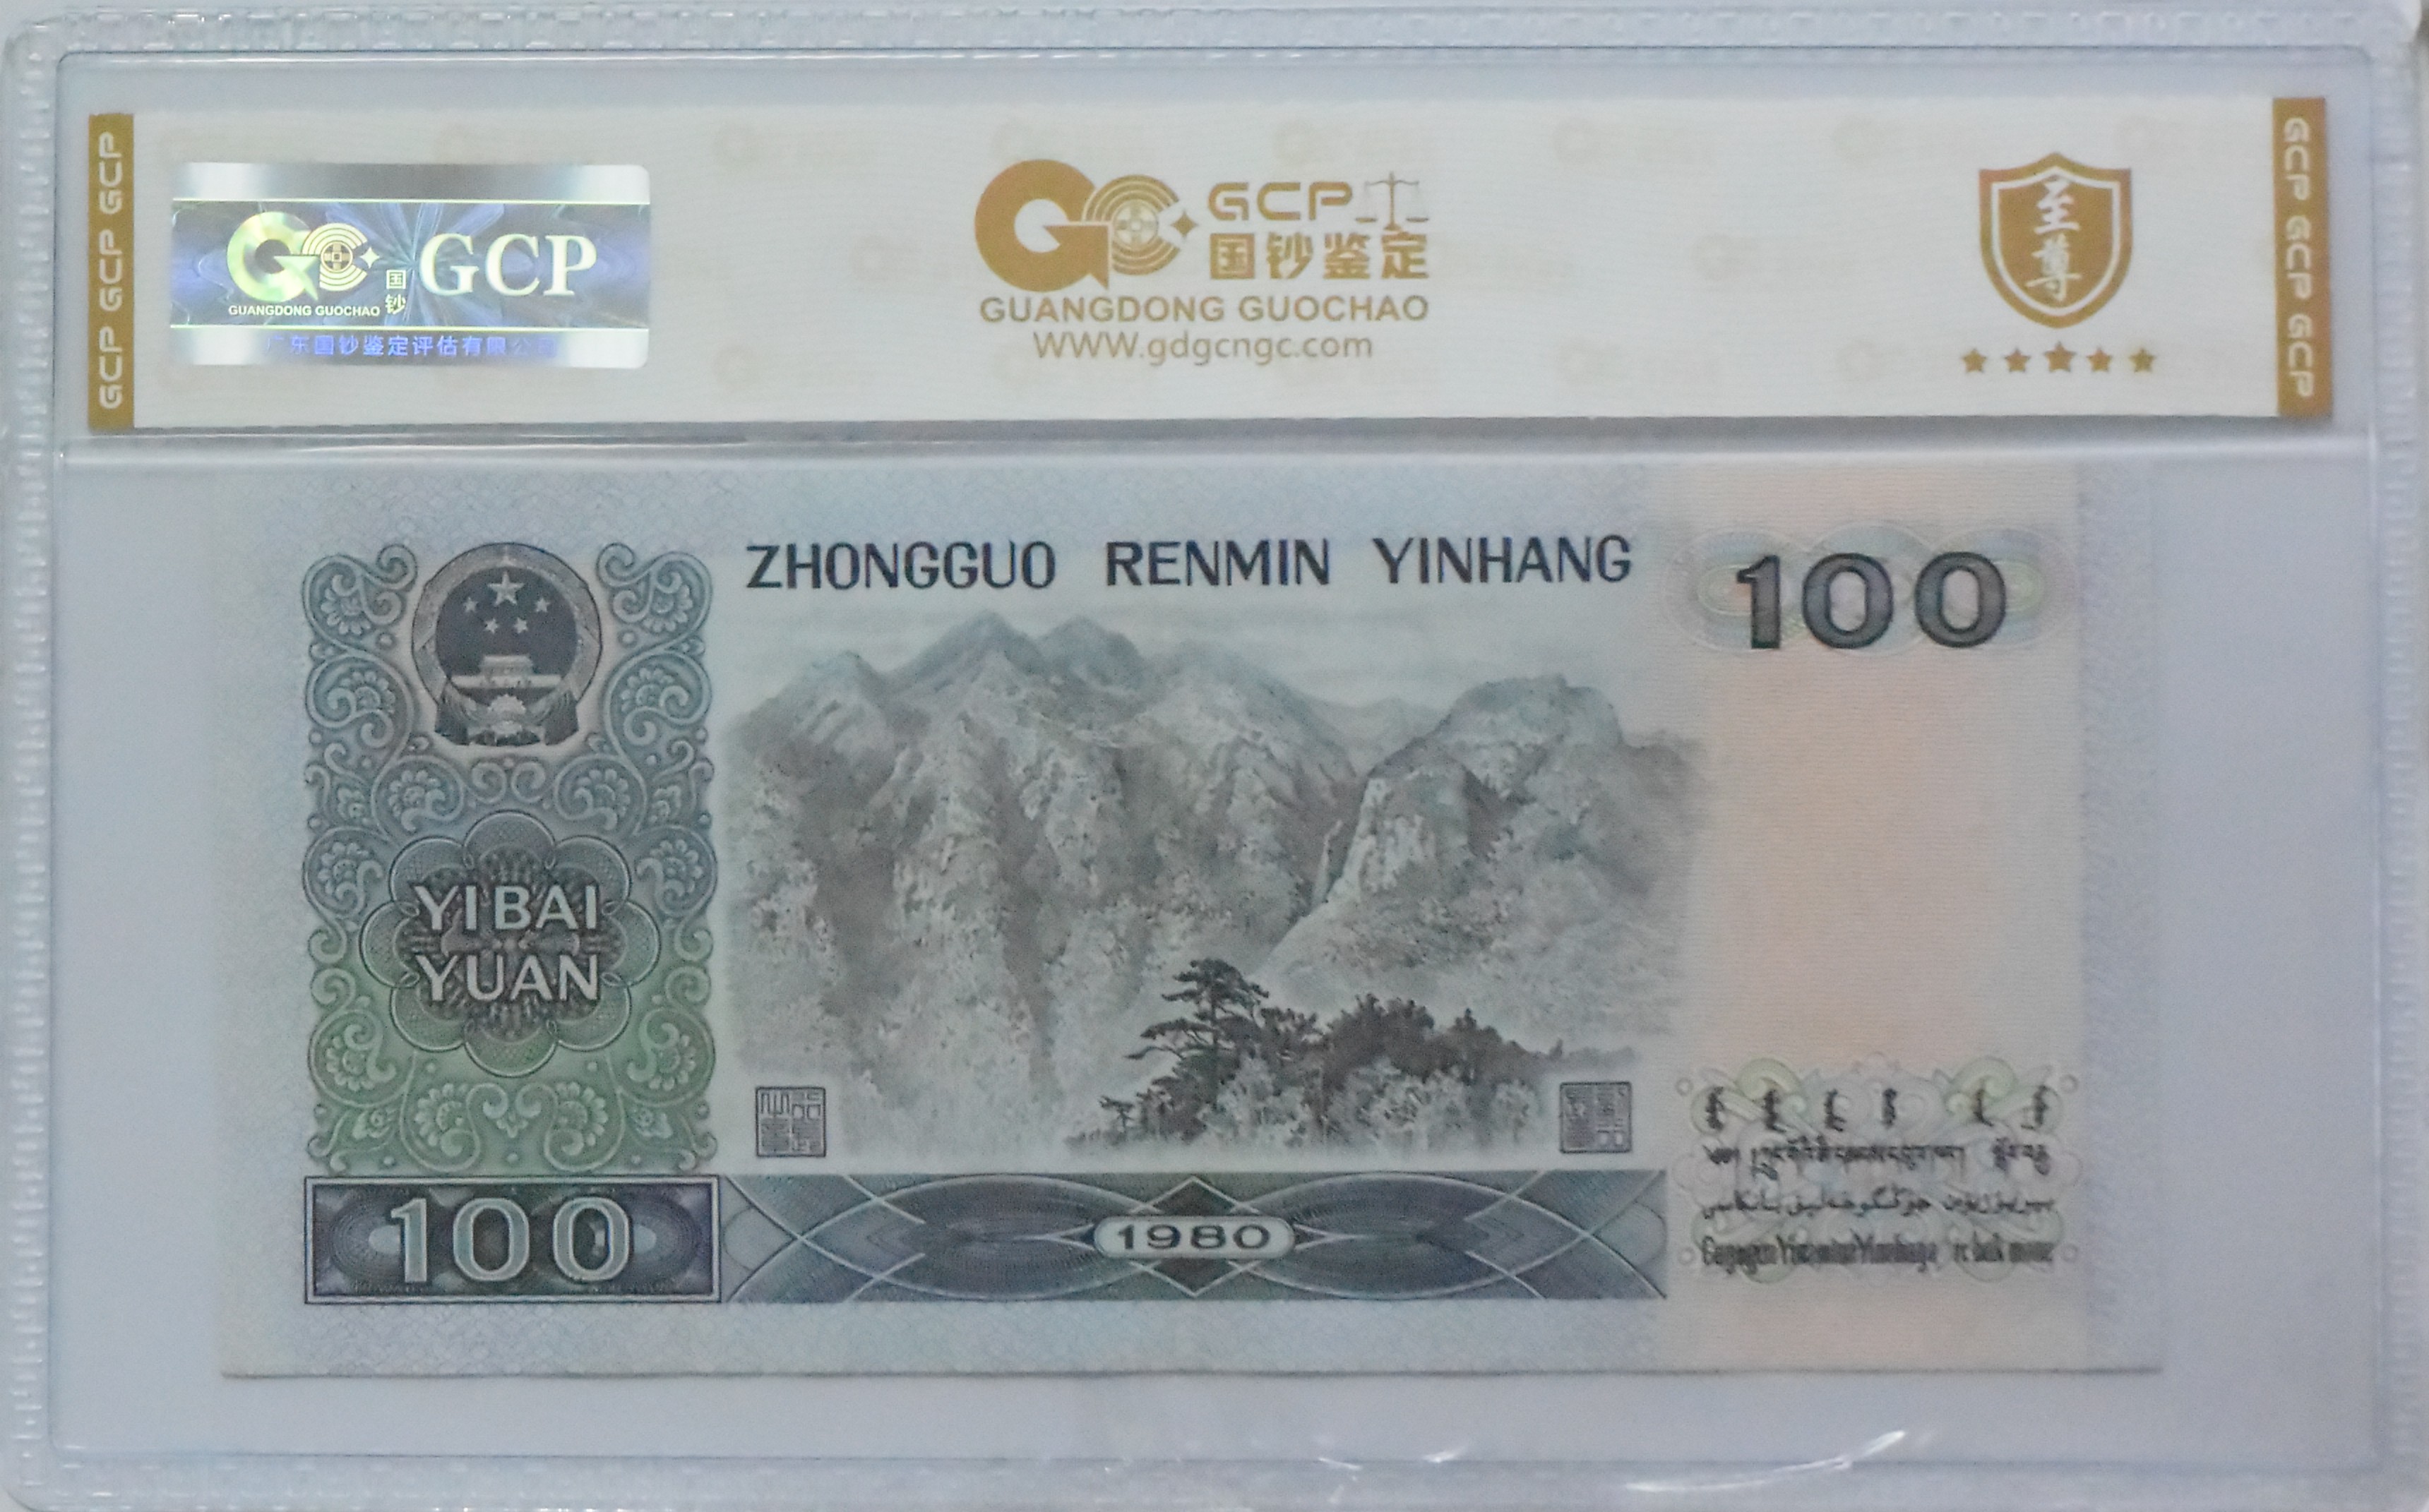 GCP GCP GCP
GCP
国钞
GUANGDONG GUOCHAO
广东国钞鉴定评估有限公司
GCP
国钞鉴定
GUANGDONG GUOCHAO
WWW.gdgcngc.com
至尊
GCP GCP GCP
ZHONGGUO RENMIN YINHANG
100
YI BAI
YUAN
100
1980